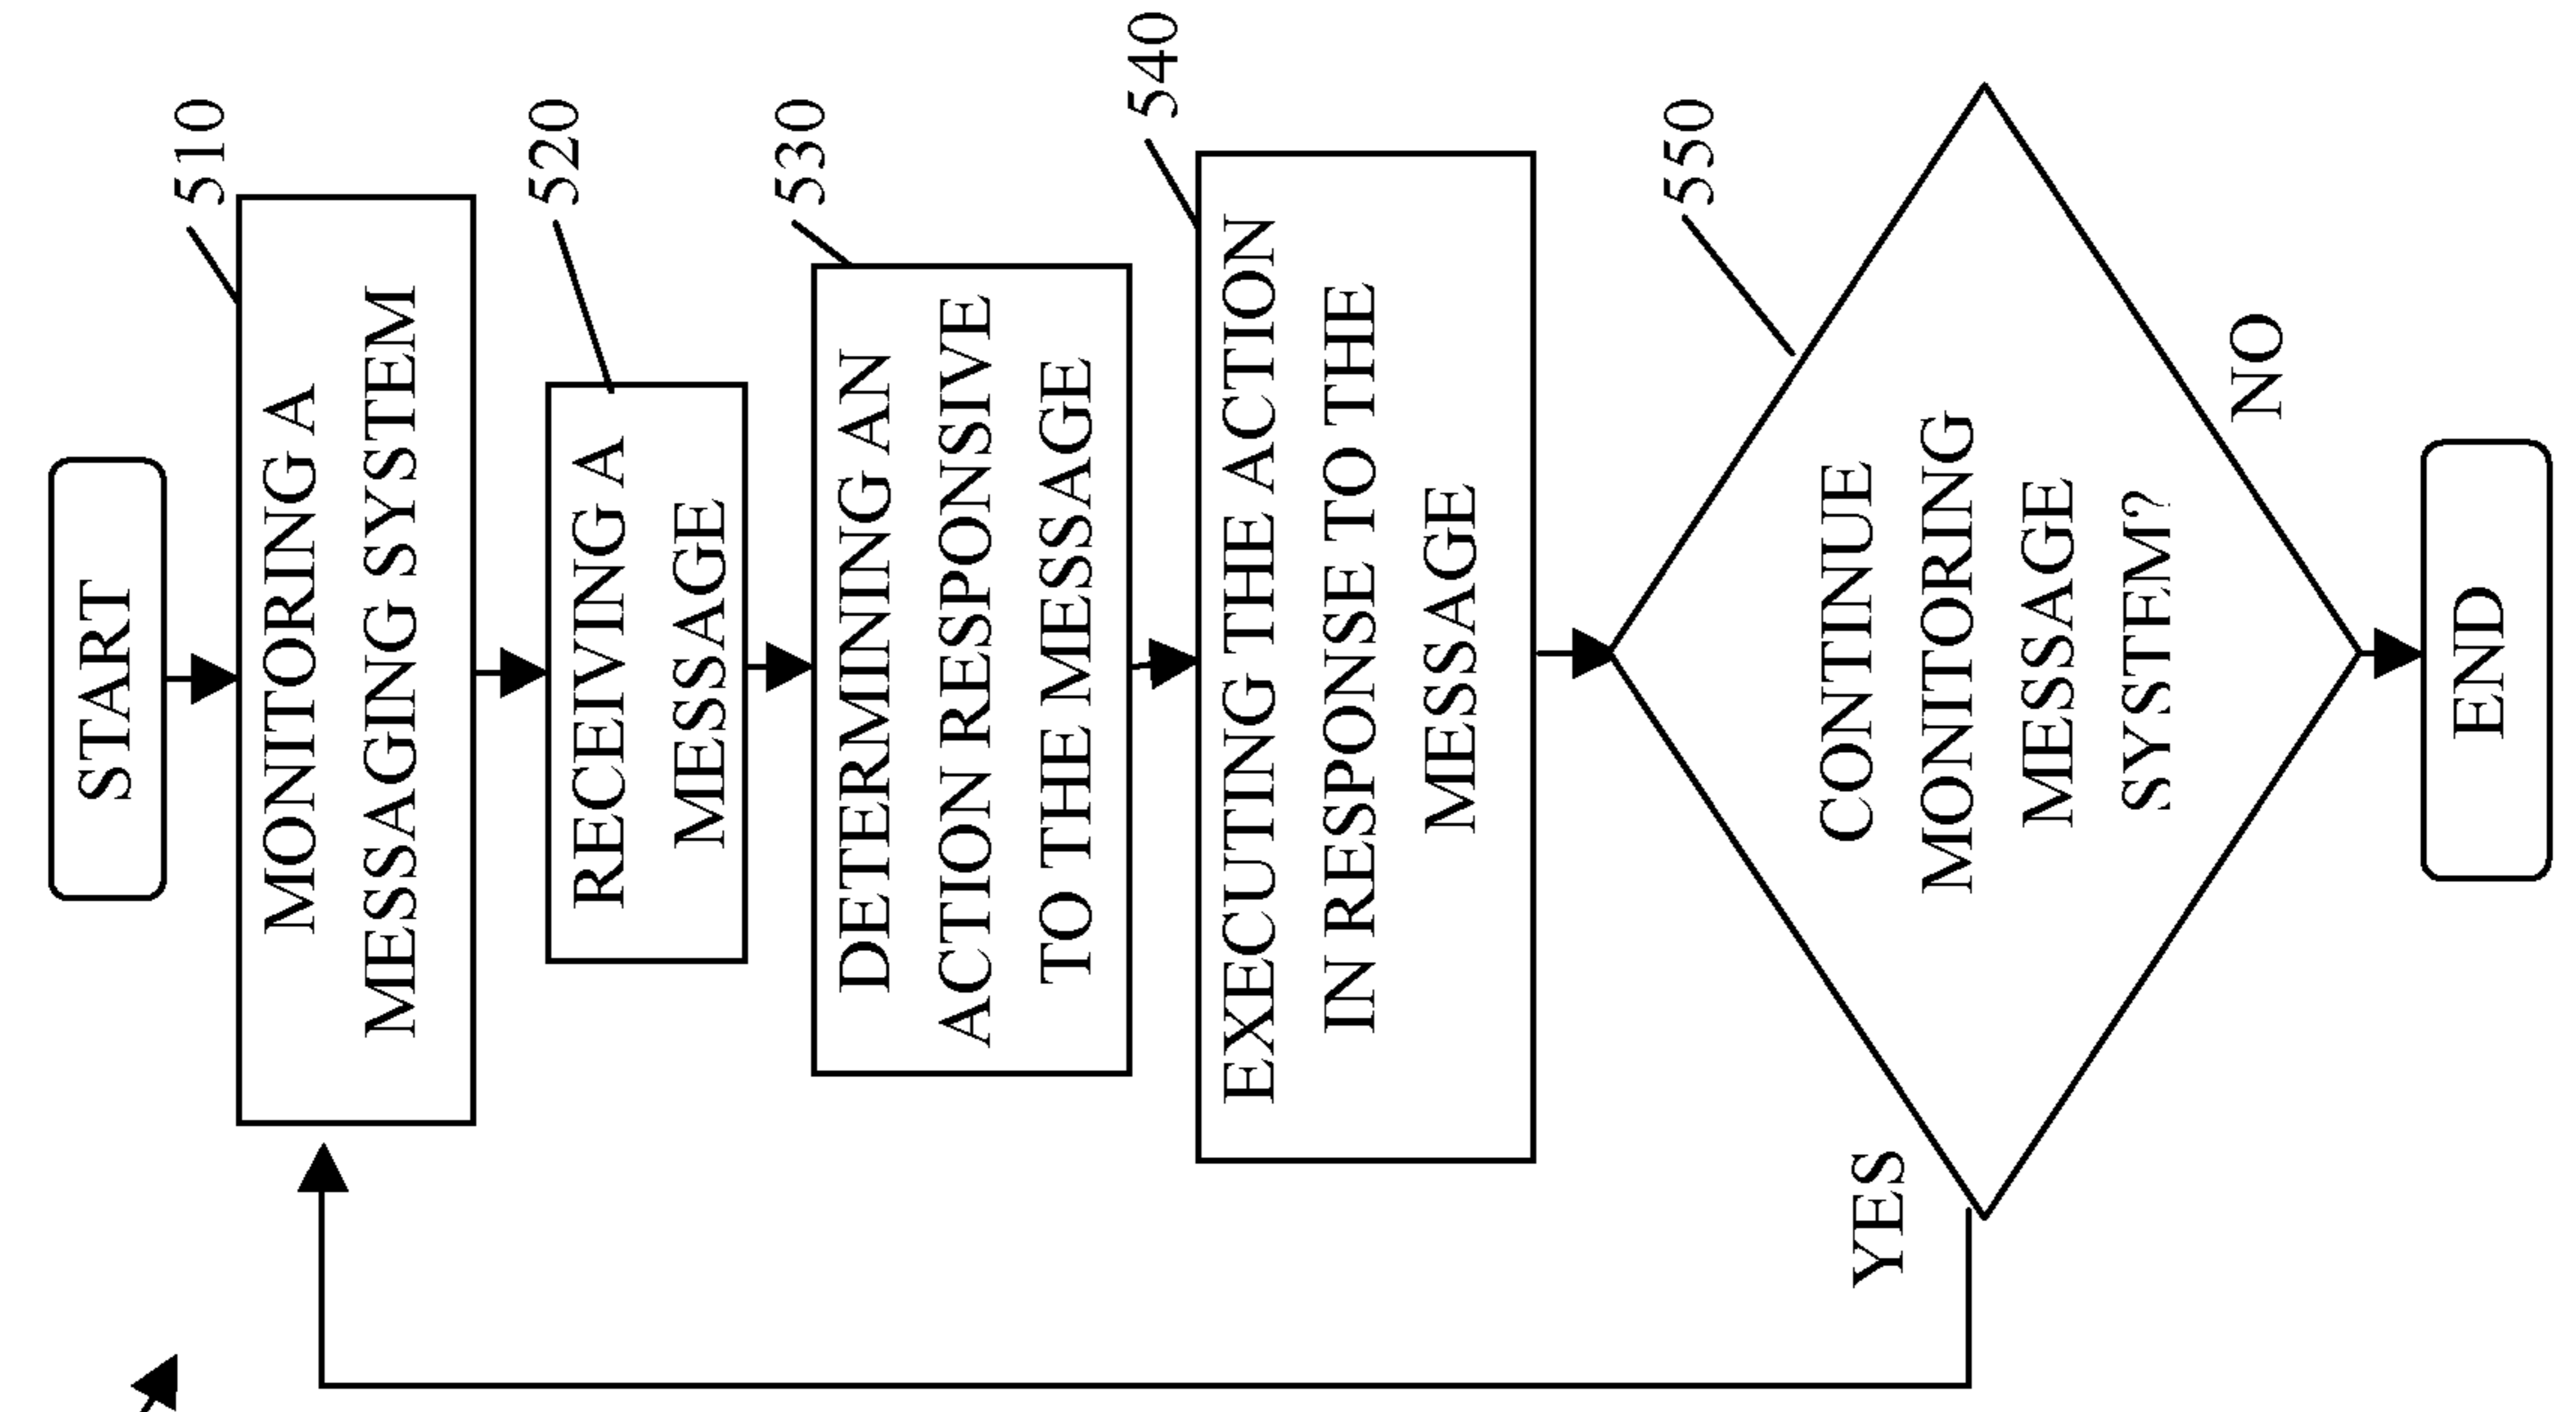 START
510
MONITORING A
MESSAGING SYSTEM
520
RECEIVING A
MESSAGE
530
DETERMINING AN
ACTION RESPONSIVE
TO THE MESSAGE
540
EXECUTING THE ACTION
IN RESPONSE TO THE
MESSAGE
550
CONTINUE
MONITORING
MESSAGE
SYSTEM?
YES
NO
END